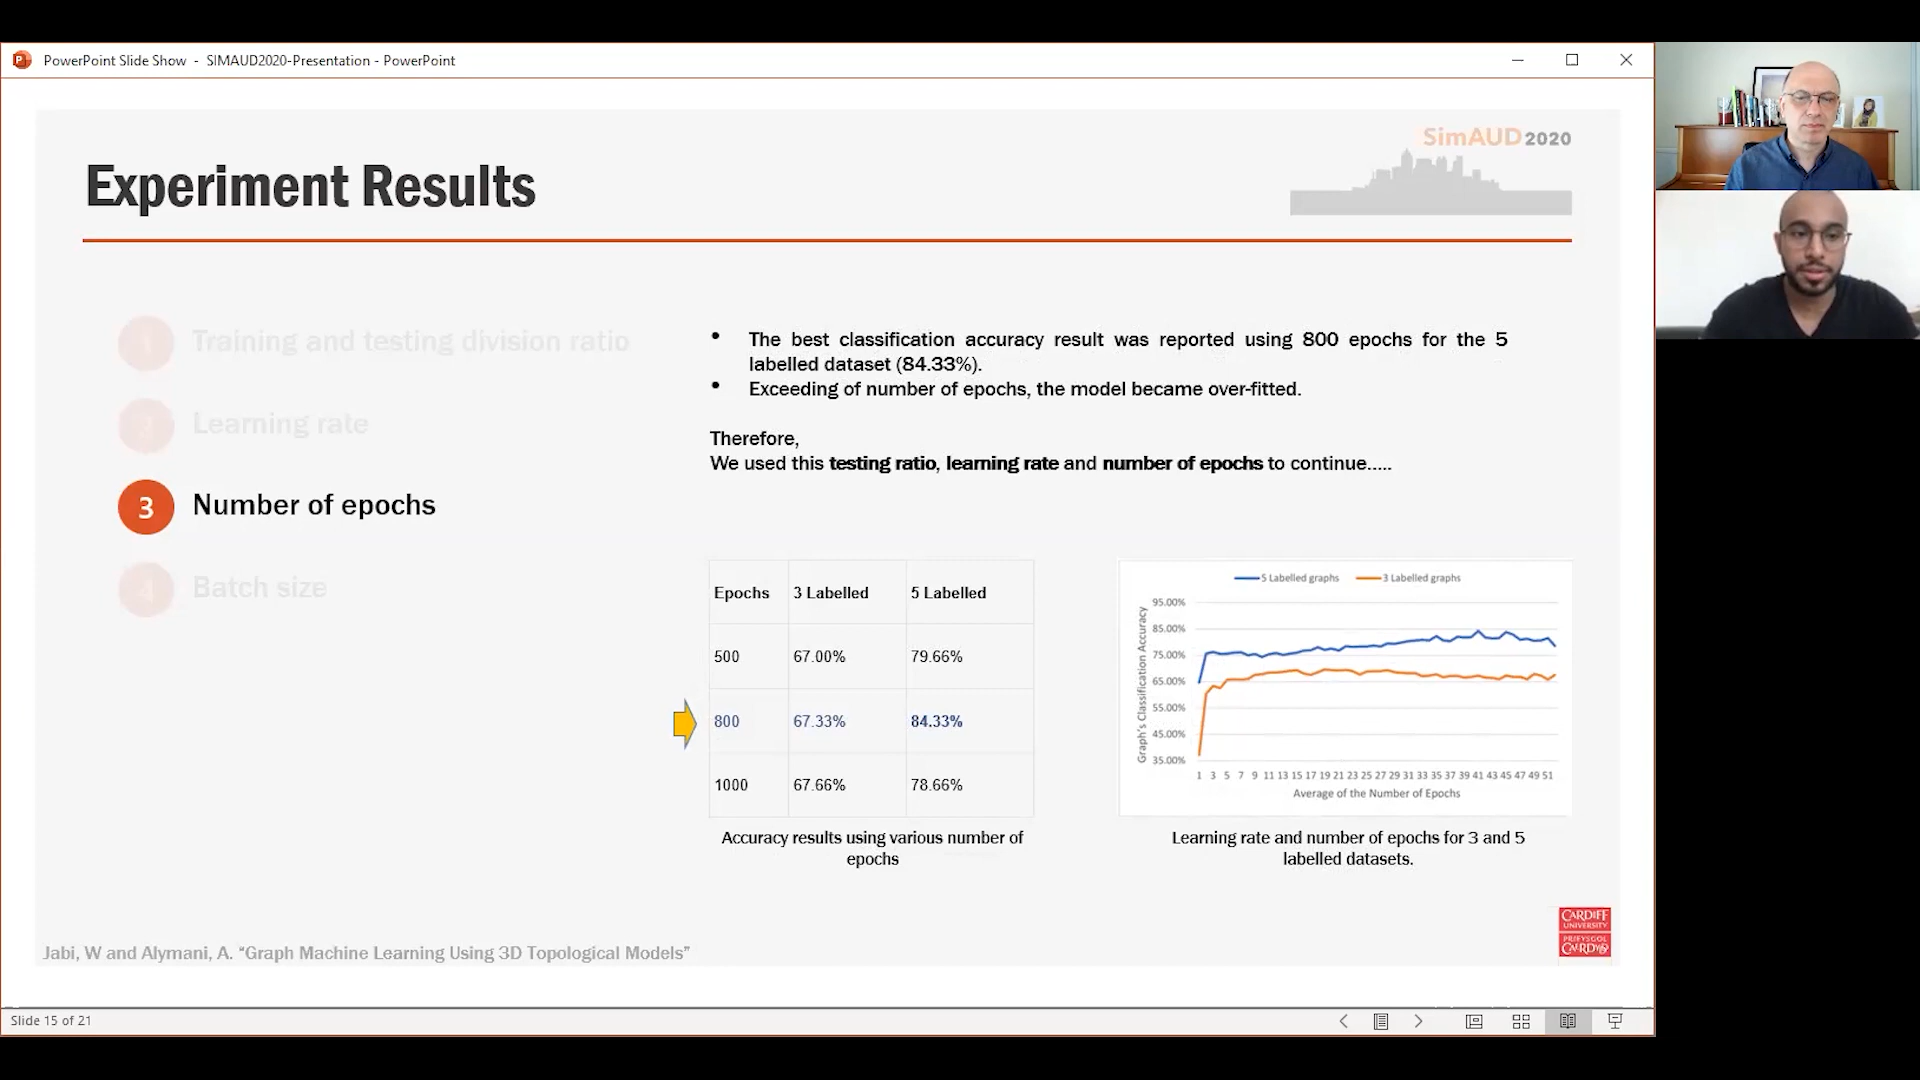 PowerPoint Slide Show - SIMAUD2020-Presentation - PowerPoint
SimAUD 2020
Experiment Results
1 Training and testing division ratio
2 Learning rate
3 Number of epochs
4 Batch size
• The best classification accuracy result was reported using 800 epochs for the 5
labelled dataset (84.33%).
• Exceeding of number of epochs, the model became over-fitted.
Therefore,
We used this testing ratio, learning rate and number of epochs to continue.....
Epochs 3 Labelled 5 Labelled
500 67.00% 79.66%
800 67.33% 84.33%
1000 67.66% 78.66%
Accuracy results using various number of
epochs
5 Labelled graphs 3 Labelled graphs
Graph's Classification Accuracy
95.00%
85.00%
75.00%
65.00%
55.00%
45.00%
35.00%
1 3 5 7 9 11 13 15 17 19 21 23 25 27 29 31 33 35 37 39 41 43 45 47 49 51
Average of the Number of Epochs
Learning rate and number of epochs for 3 and 5
labelled datasets.
CARDIFF
UNIVERSITY
PRIFYSGOL
CAERDYDD
Jabi, W and Alymani, A. “Graph Machine Learning Using 3D Topological Models”
Slide 15 of 21